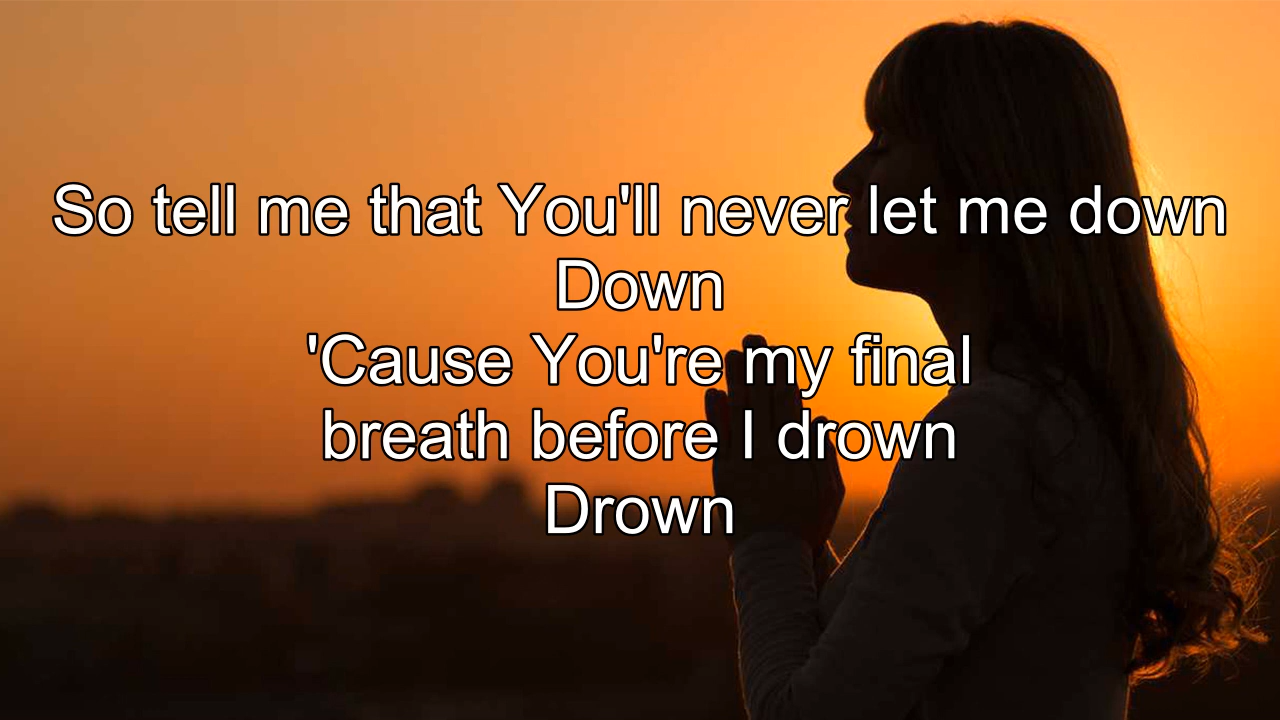 So tell me that You'll never let me down
Down
'Cause You're my final
breath before I drown
Drown